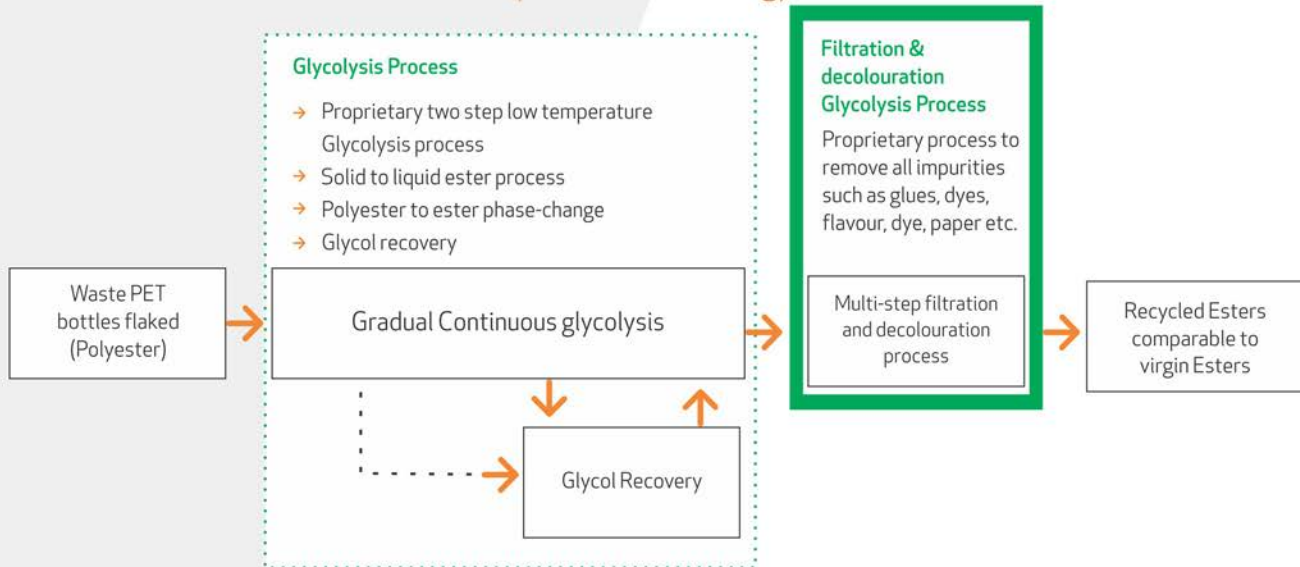 Glycolysis Process
Proprietary two step low temperature
Glycolysis process
Solid to liquid ester process
Polyester to ester phase-change
Glycol recovery
Filtration &
decolouration
Glycolysis Process
Proprietary process to
remove all impurities
such as glues, dyes,
flavour, dye, paper etc.
Waste PET
bottles flaked
(Polyester)
Gradual Continuous glycolysis
Multi-step filtration
and decolouration
process
Recycled Esters
comparable to
virgin Esters
Glycol Recovery